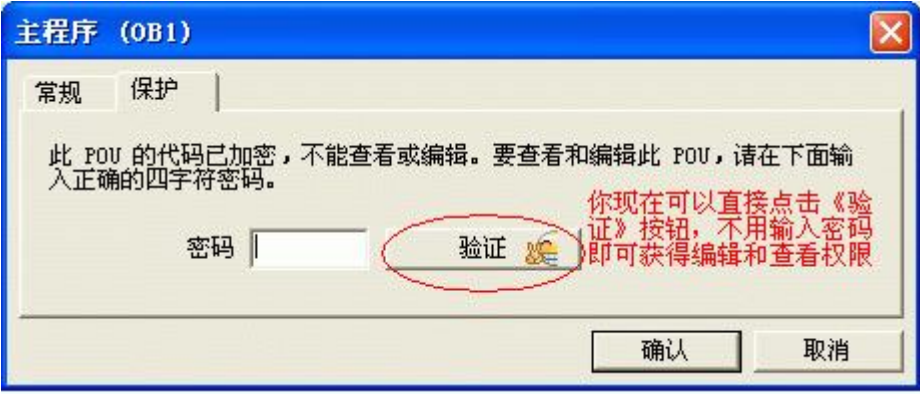 主程序 (OB1)
常规
保护
此 POU 的代码已加密，不能查看或编辑。要查看和编辑此 POU，请在下面输
入正确的四字符密码。
你现在可以直接点击《验
证》按钮，不用输入密码
即可获得编辑和查看权限
密码
验证
确认
取消